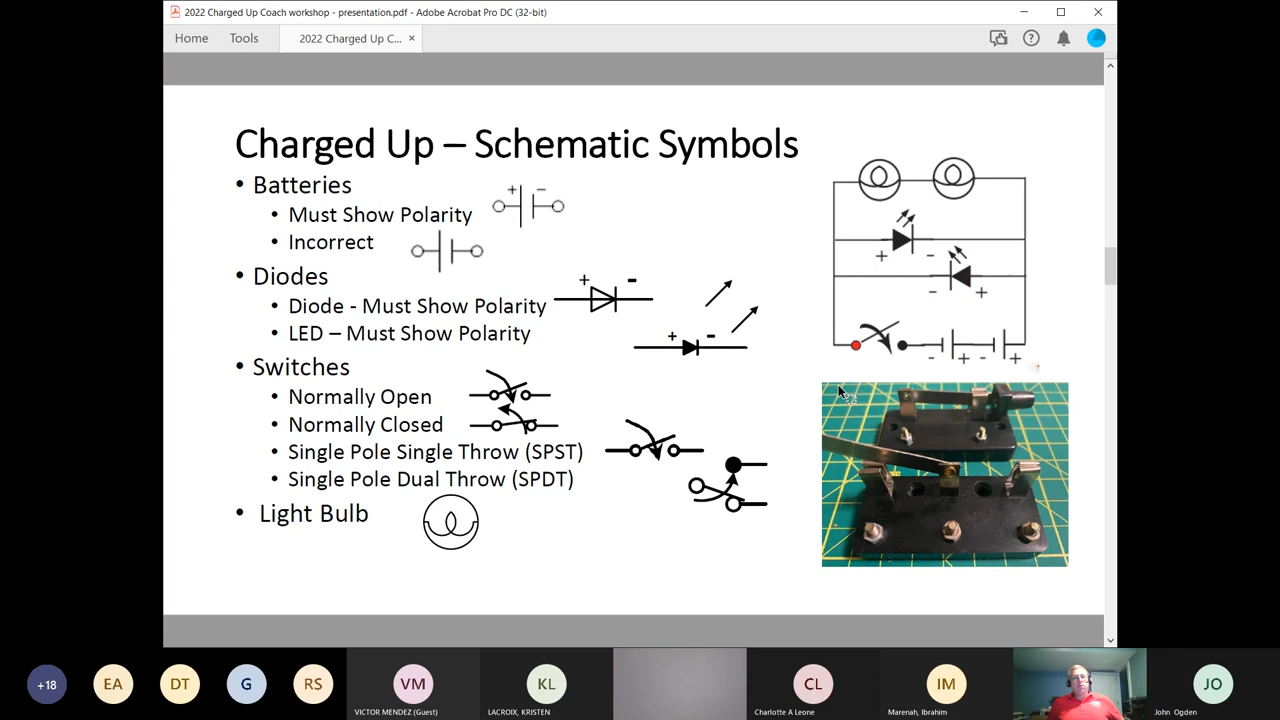 2022 Charged Up Coach workshop - presentation.pdf - Adobe Acrobat Pro DC (32-bit)
Home
Tools
2022 Charged Up C...
Charged Up – Schematic Symbols
• Batteries
• Must Show Polarity
+ -
• Incorrect
• Diodes
• Diode - Must Show Polarity
+ -
• LED – Must Show Polarity
+ -
• Switches
• Normally Open
• Normally Closed
• Single Pole Single Throw (SPST)
• Single Pole Dual Throw (SPDT)
• Light Bulb
+ -
- +
- + - +
+18
EA
DT
G
RS
VM
VICTOR MENDEZ (Guest)
KL
LACROIX, KRISTEN
CL
Charlotte A Leone
IM
Marenah, Ibrahim
JO
John Ogden